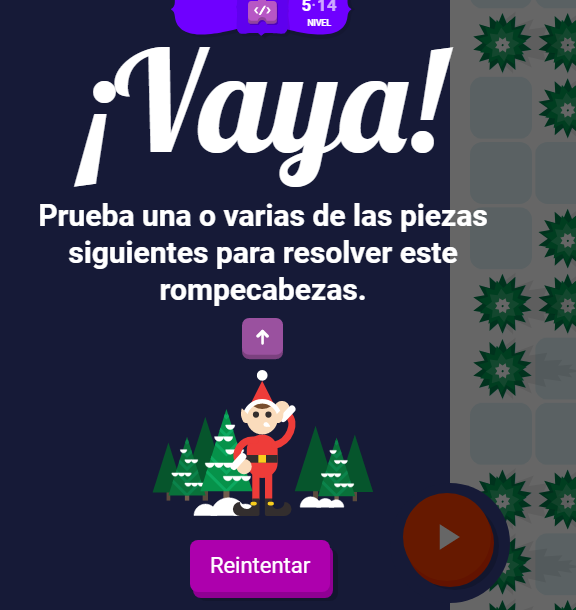 5·14
NIVEL
¡Vaya!
Prueba una o varias de las piezas
siguientes para resolver este
rompecabezas.
Reintentar